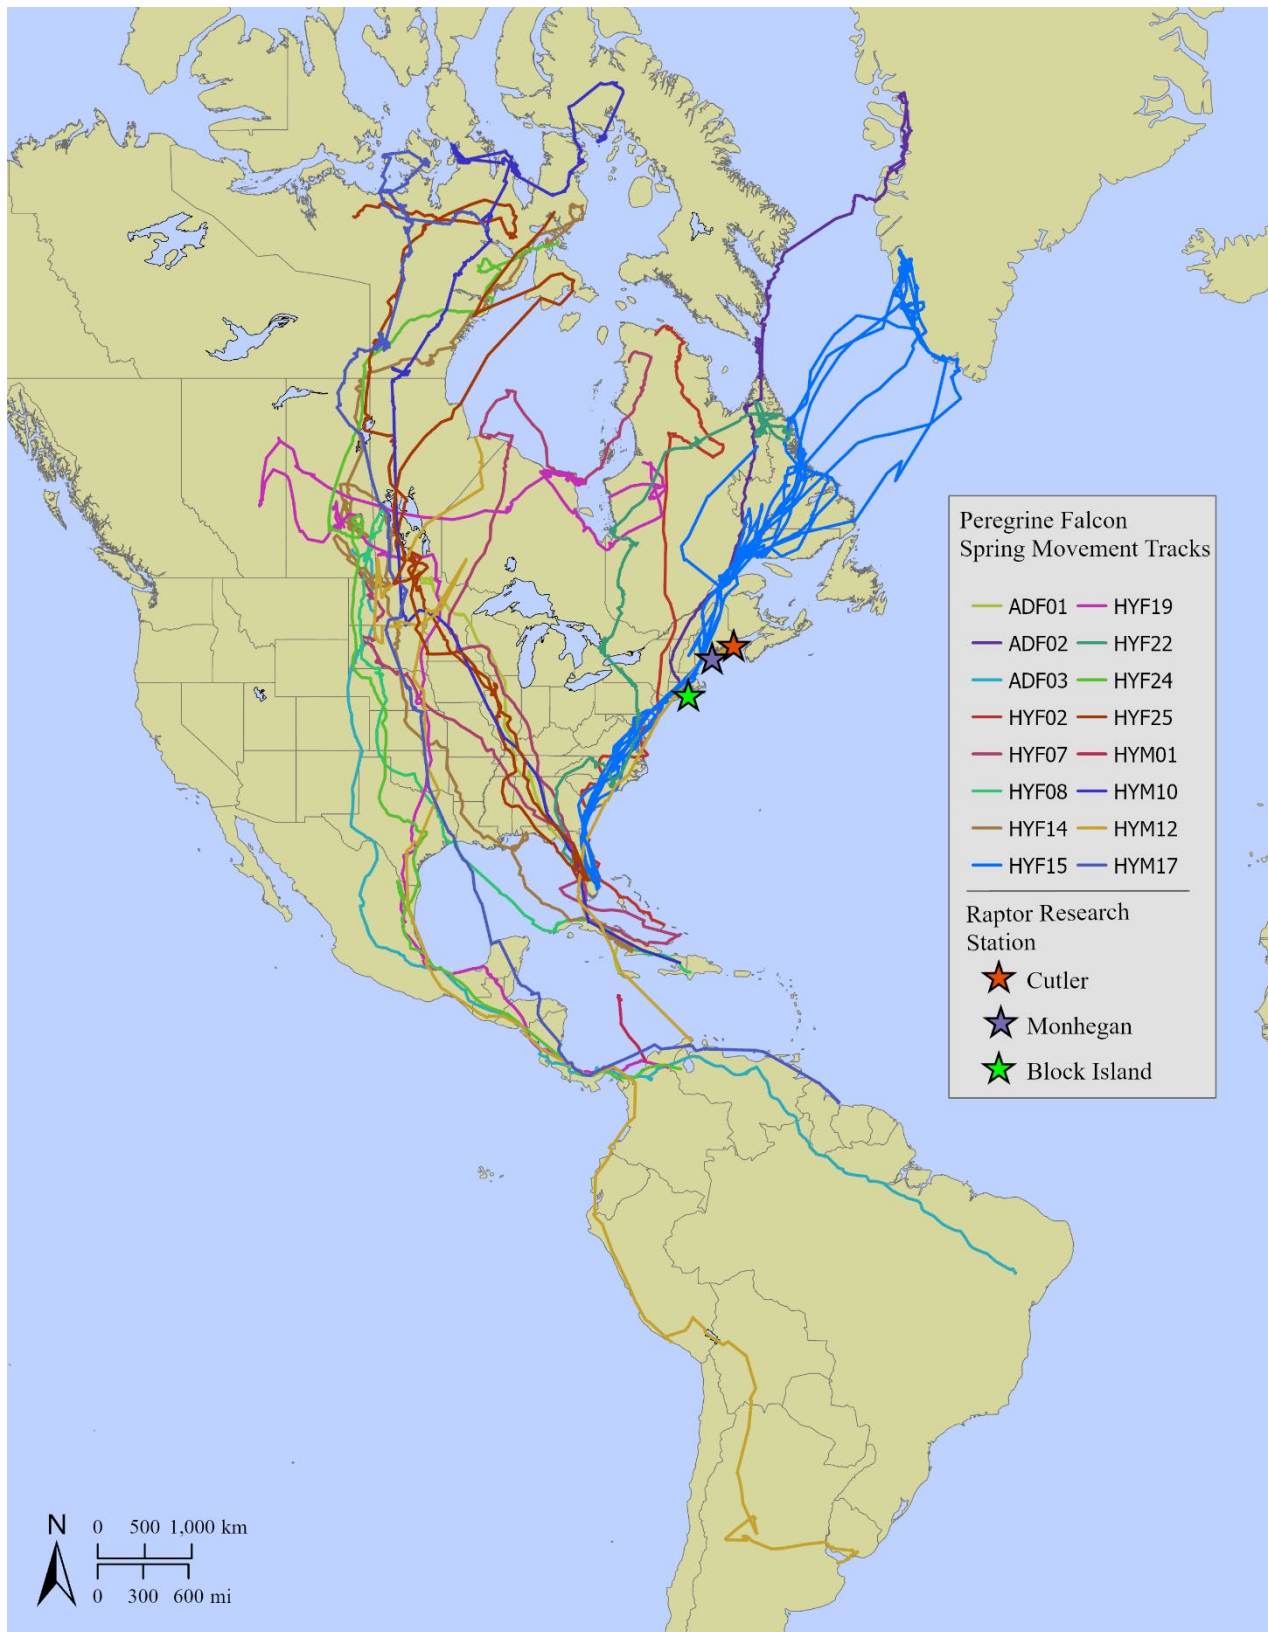 Peregrine Falcon
Spring Movement Tracks
ADF01 HYF19
ADF02 HYF22
ADF03 HYF24
HYF02 HYF25
HYF07 HYM01
HYF08 HYM10
HYF14 HYM12
HYF15 HYM17
Raptor Research
Station
Cutler
Monhegan
Block Island
N 0 500 1,000 km
0 300 600 mi